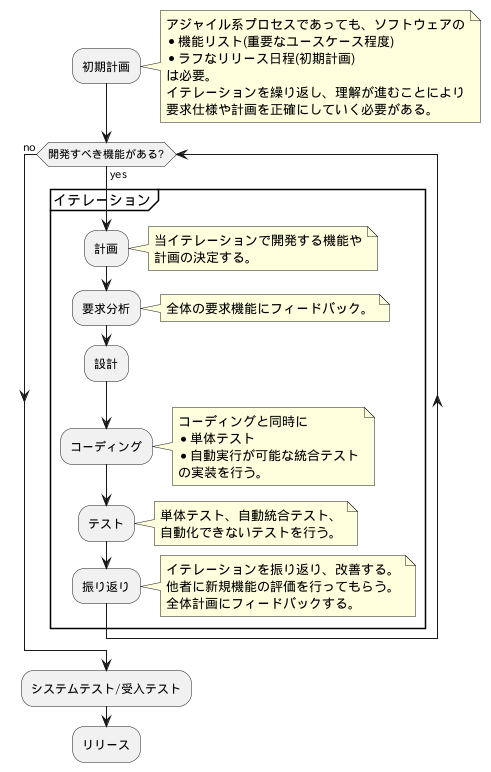 アジャイル系プロセスであっても、ソフトウェアの
•機能リスト(重要なユースケース程度)
•ラフなリリース日程(初期計画)
は必要。
イテレーションを繰り返し、理解が進むことにより
要求仕様や計画を正確にしていく必要がある。
初期計画
no
開発すべき機能がある?
yes
イテレーション
計画
当イテレーションで開発する機能や
計画の決定する。
要求分析
全体の要求機能にフィードバック。
設計
コーディング
コーディングと同時に
•単体テスト
•自動実行が可能な統合テスト
の実装を行う。
テスト
単体テスト、自動統合テスト、
自動化できないテストを行う。
振り返り
イテレーションを振り返り、改善する。
他者に新規機能の評価を行ってもらう。
全体計画にフィードバックする。
システムテスト/受入テスト
リリース